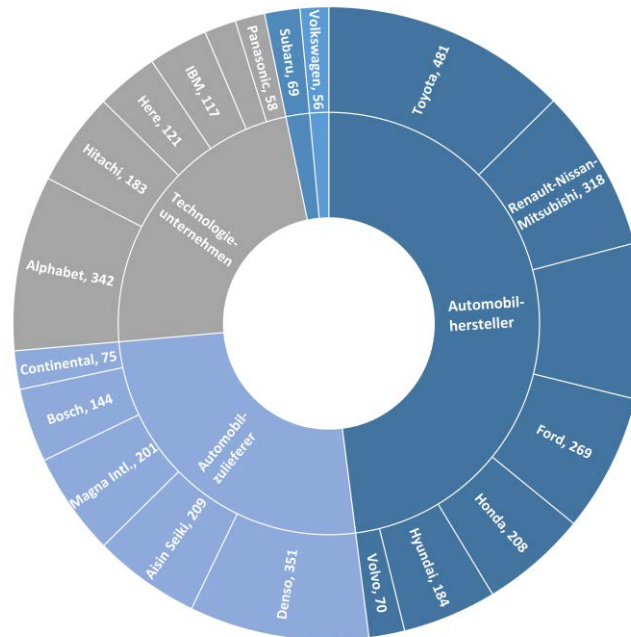 Toyota, 481
Renault-Nissan-
Mitsubishi, 318
Ford, 269
Honda, 208
Hyundai, 184
Volvo, 70
Denso, 351
Aisin Seiki, 209
Magna Intl., 201
Bosch, 144
Continental, 75
Alphabet, 342
Hitachi, 183
Here, 121
IBM, 117
Panasonic, 58
Subaru, 69
Volkswagen, 56
Automobil-
hersteller
Automobil-
zulieferer
Technologie-
unternehmen